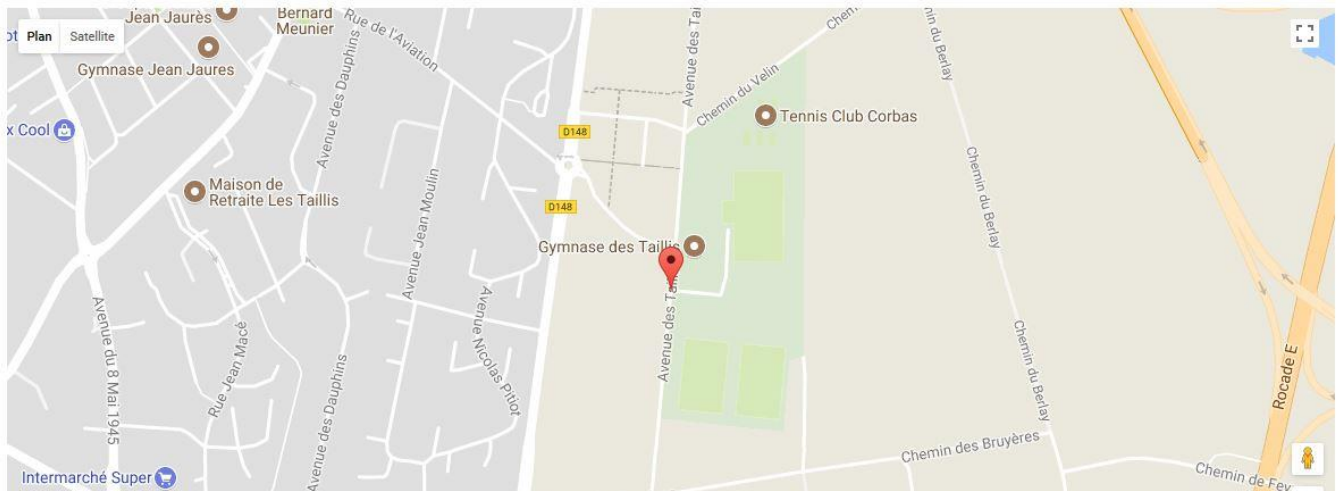 Jean Jaurès
Bernard
Meunier
Rue de l'Aviation
Avenue des
Plan
Satellite
Gymnase Jean Jaures
Avenue des Dauphins
Chemin du Velin
Tennis Club Corbas
Chemin du Berlay
D148
x Cool
Maison de
Retraite Les Taillis
Avenue Jean Moulin
D148
Chemin du Berlay
Gymnase des Taillis
Avenue des
Avenue du 8 Mai 1945
Rue Jean Macé
Avenue des Dauphins
Avenue Nicolas Pitiot
Chemin du Berlay
Rocade E
Chemin des Bruyères
Intermarché Super
Chemin de